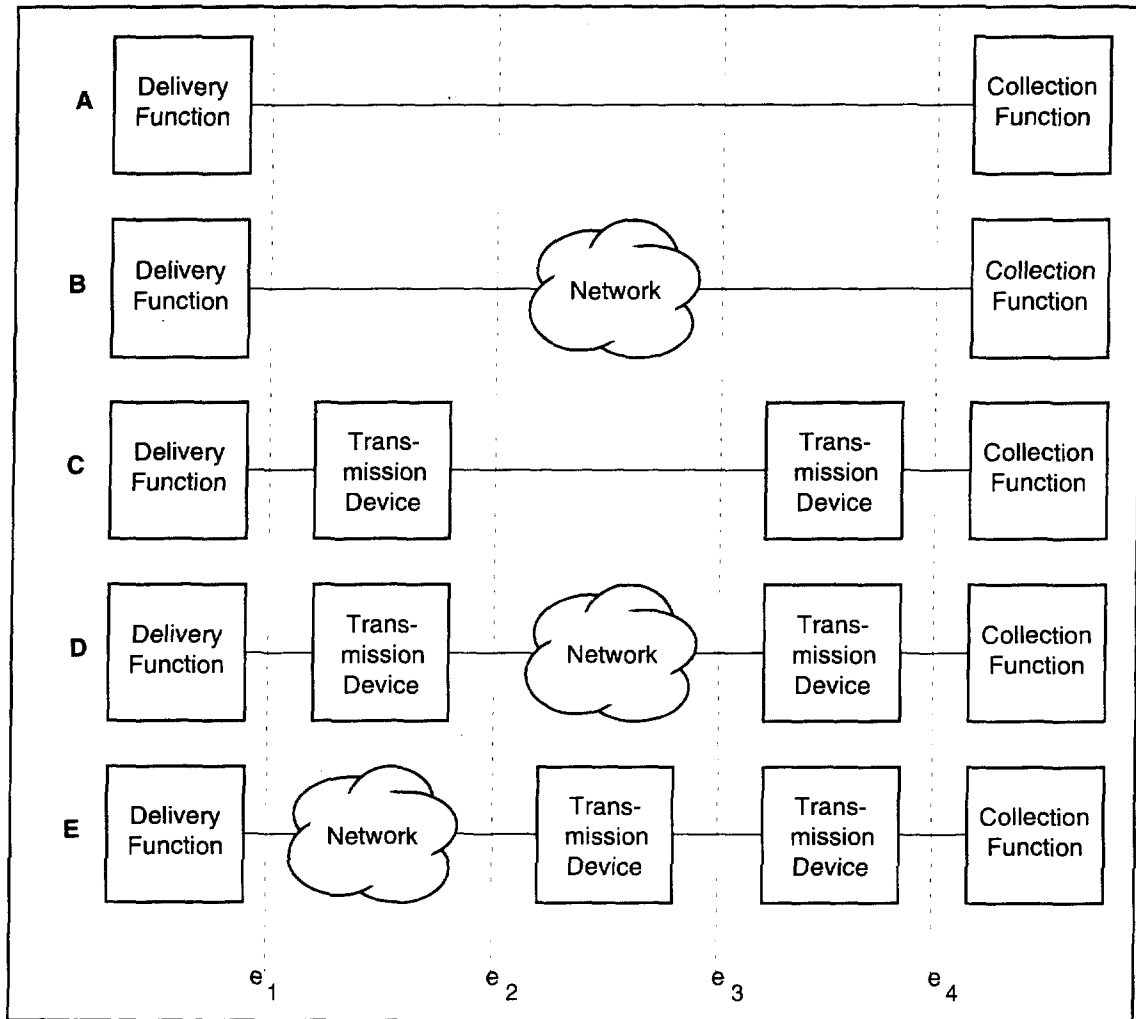 A
Delivery
Function
Collection
Function
B
Delivery
Function
Network
Collection
Function
C
Delivery
Function
Trans-
mission
Device
Trans-
mission
Device
Collection
Function
D
Delivery
Function
Trans-
mission
Device
Network
Trans-
mission
Device
Collection
Function
E
Delivery
Function
Network
Trans-
mission
Device
Trans-
mission
Device
Collection
Function
e1 e2 e3 e4